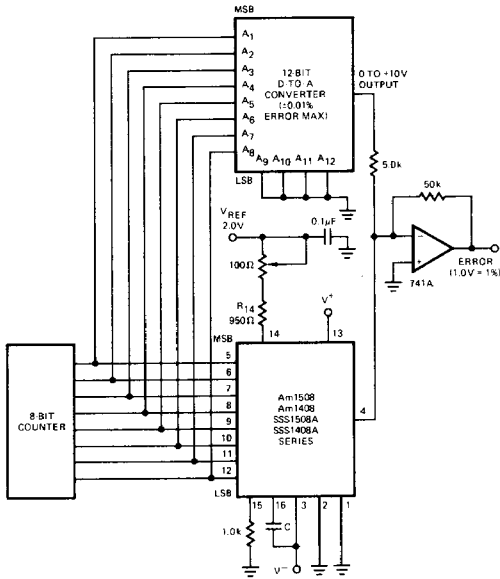 MSB
A1
A2
A3
A4
A5
A6
A7
A8
12-BIT
D-TO-A
CONVERTER
(±0.01%
ERROR MAX)
A9 A10 A11 A12
LSB
0 TO +10V
OUTPUT
5.0k
50k
VREF
2.0V
0.1μF
100Ω
R14
950Ω
V+
741A
ERROR
(1.0V = 1%)
MSB
14
13
8-BIT
COUNTER
5
6
7
8
9
10
11
12
Am1508
Am1408
SSS1508A
SSS1408A
SERIES
4
LSB
15 16 3 2 1
1.0k
C
V−